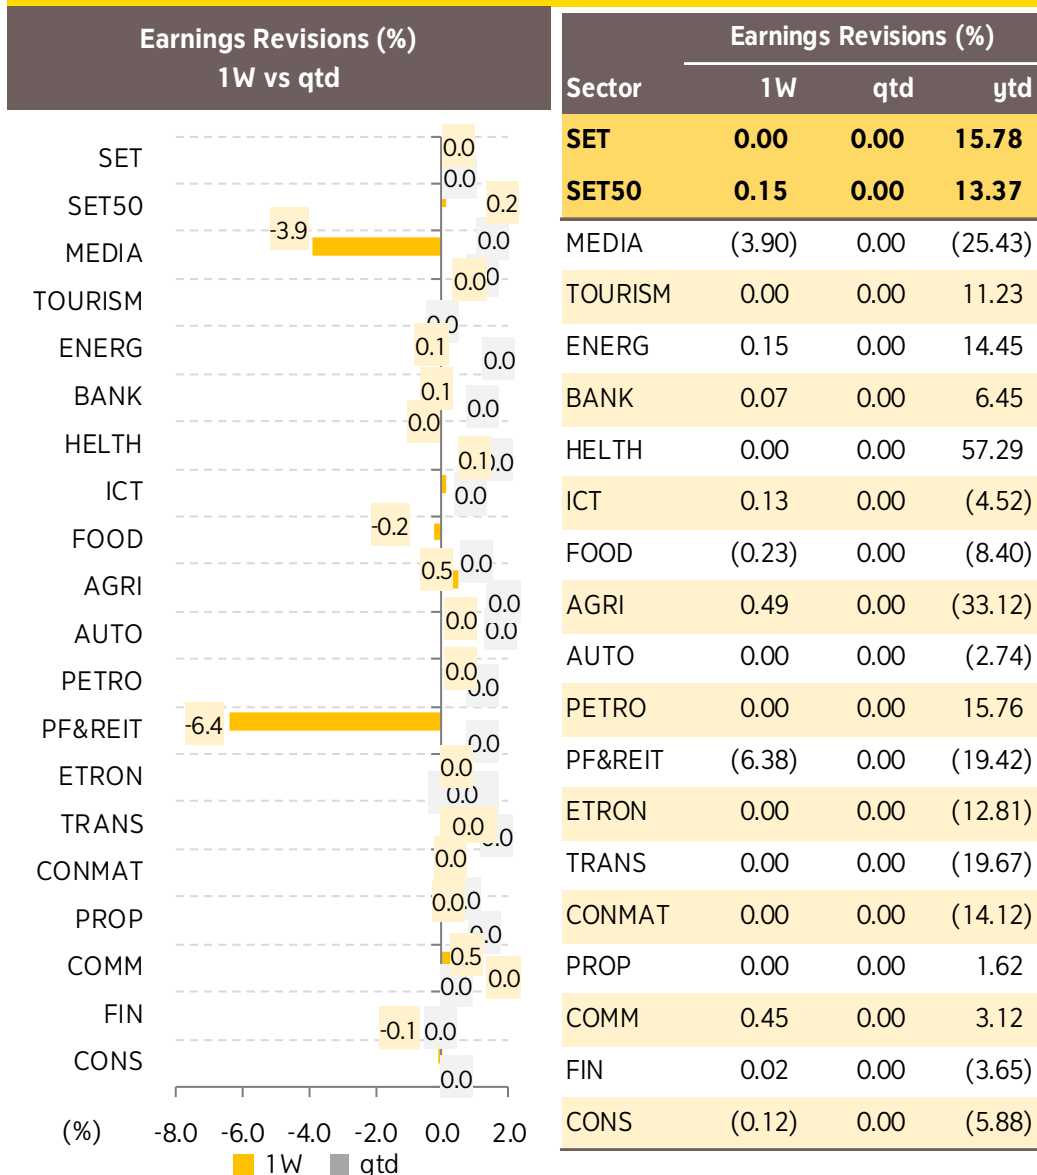 Earnings Revisions (%)
1W vs qtd
SET
0.0
0.0
SET50
0.2
MEDIA
-3.9
0.0
TOURISM
0.0
0.0
ENERG
0.1
0.0
BANK
0.1
0.0
HELTH
0.0
0.0
ICT
0.1
0.0
FOOD
-0.2
0.0
AGRI
0.5
0.0
AUTO
0.0
0.0
PETRO
0.0
0.0
PF&REIT
-6.4
0.0
ETRON
0.0
0.0
TRANS
0.0
0.0
CONMAT
0.0
PROP
0.0
0.0
COMM
0.5
0.0
FIN
0.0
0.0
CONS
-0.1
0.0
(%) -8.0 -6.0 -4.0 -2.0 0.0 2.0
1W qtd
Earnings Revisions (%)
Sector 1W qtd ytd
SET 0.00 0.00 15.78
SET50 0.15 0.00 13.37
MEDIA (3.90) 0.00 (25.43)
TOURISM 0.00 0.00 11.23
ENERG 0.15 0.00 14.45
BANK 0.07 0.00 6.45
HELTH 0.00 0.00 57.29
ICT 0.13 0.00 (4.52)
FOOD (0.23) 0.00 (8.40)
AGRI 0.49 0.00 (33.12)
AUTO 0.00 0.00 (2.74)
PETRO 0.00 0.00 15.76
PF&REIT (6.38) 0.00 (19.42)
ETRON 0.00 0.00 (12.81)
TRANS 0.00 0.00 (19.67)
CONMAT 0.00 0.00 (14.12)
PROP 0.00 0.00 1.62
COMM 0.45 0.00 3.12
FIN 0.02 0.00 (3.65)
CONS (0.12) 0.00 (5.88)